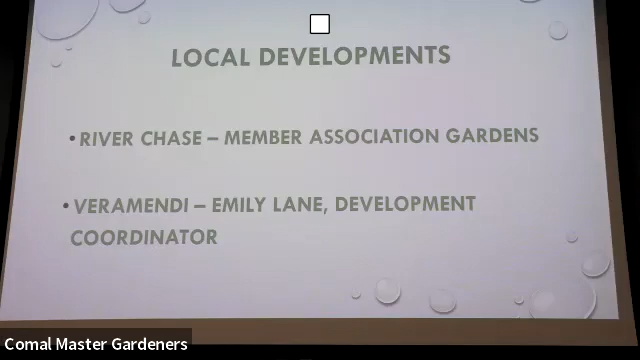 LOCAL DEVELOPMENTS
•RIVER CHASE – MEMBER ASSOCIATION GARDENS
•VERAMENDI – EMILY LANE, DEVELOPMENT
COORDINATOR
Comal Master Gardeners